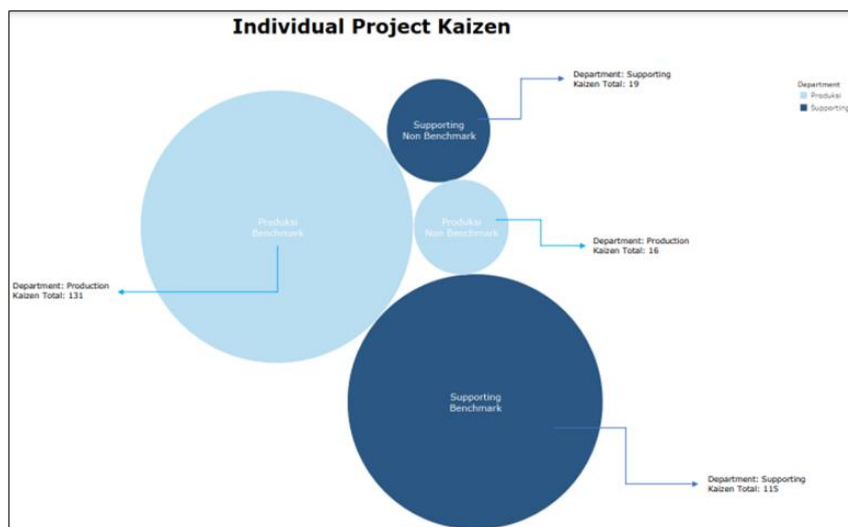 Individual Project Kaizen
Department: Supporting
Kaizen Total: 19
Department
Produksi
Supporting
Supporting
Non Benchmark
Produksi
Benchmark
Produksi
Non Benchmark
Department: Production
Kaizen Total: 16
Department: Production
Kaizen Total: 131
Supporting
Benchmark
Department: Supporting
Kaizen Total: 115